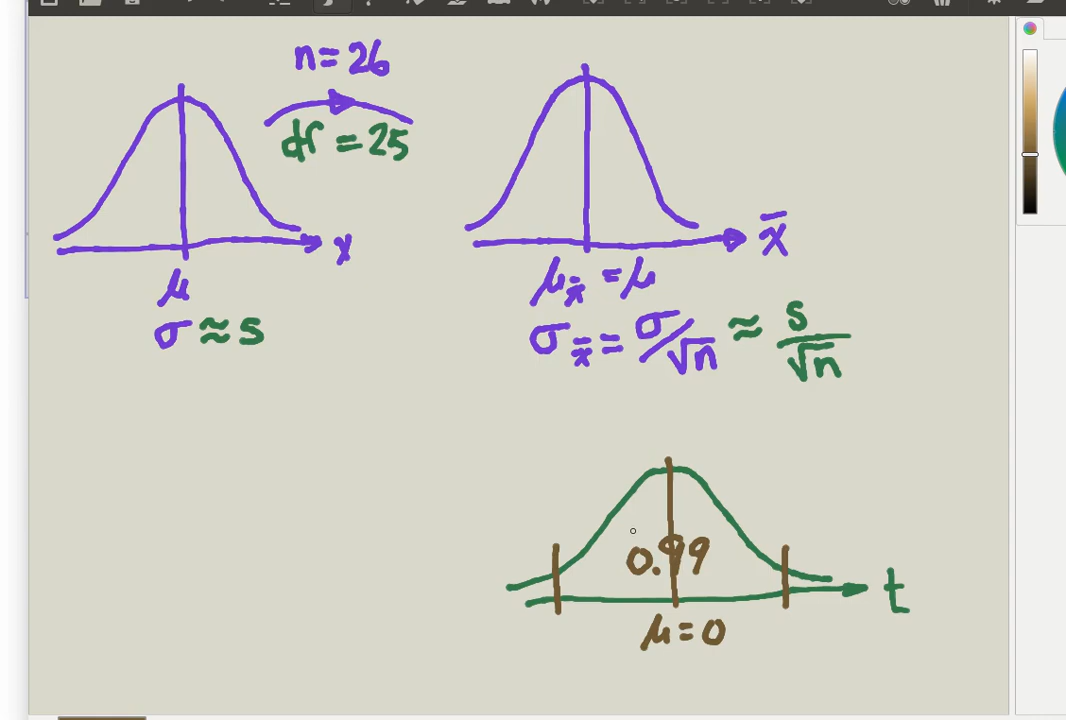 n = 26
df = 25
x
μ
σ ≈ s
x̄
μx̄ = μ
σx̄ = σ/√n ≈ s/√n
0.99
t
μ = 0